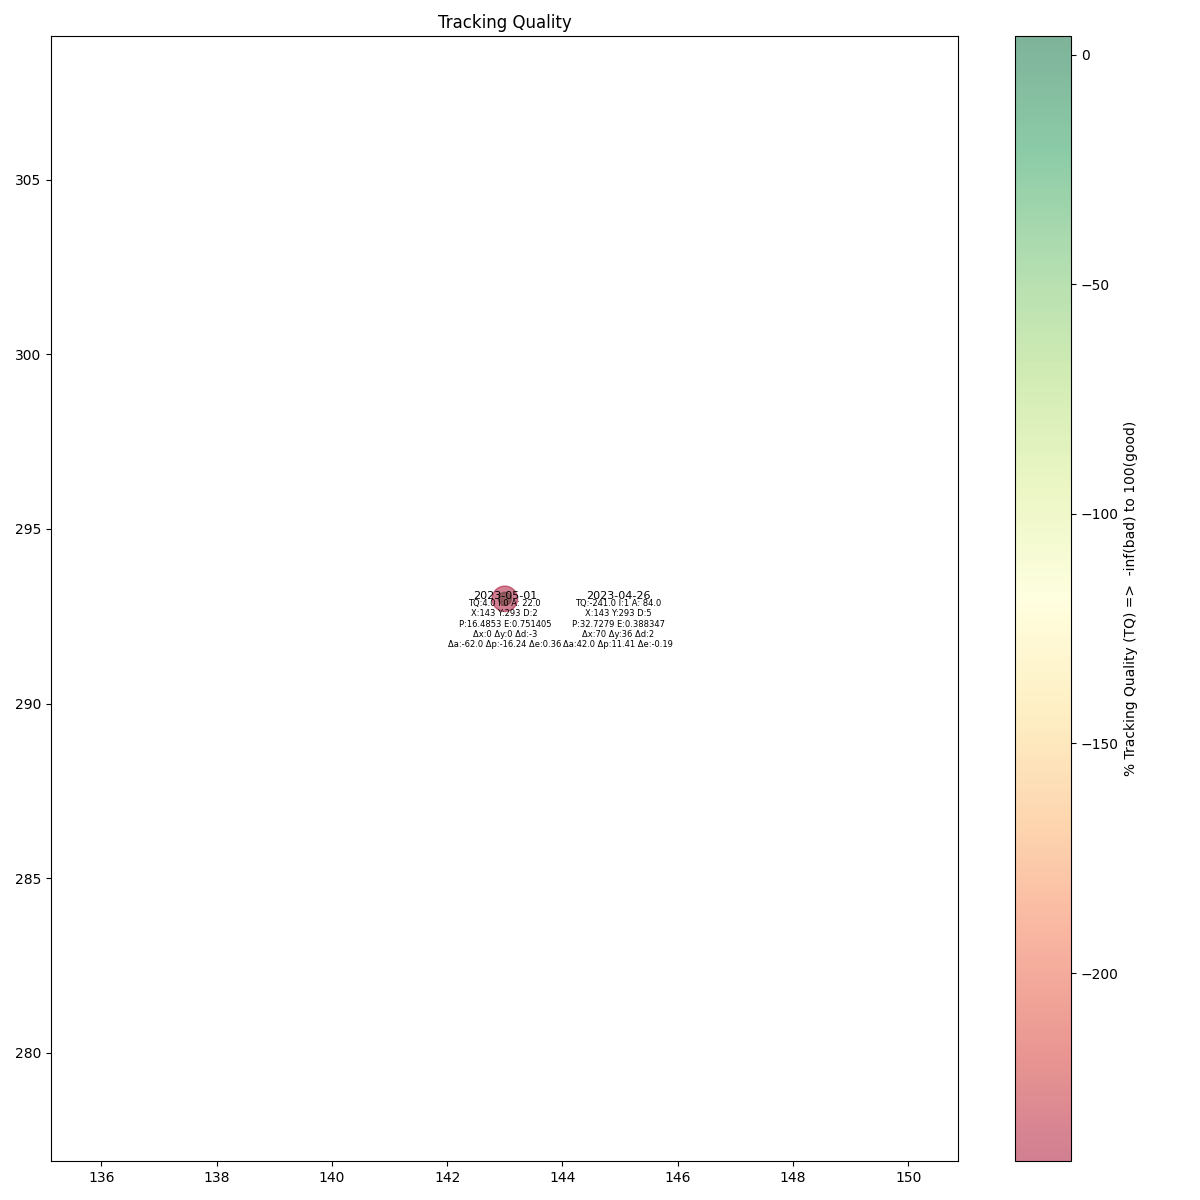 Tracking Quality
305
300
295
290
285
280
136
138
140
142
144
146
148
150
2023-05-01
TQ:4.0 I:0 A: 22.0
X:143 Y:293 D:2
P:16.4853 E:0.751405
Δx:0 Δy:0 Δd:-3
Δa:-62.0 Δp:-16.24 Δe:0.36
2023-04-26
TQ:-241.0 I:1 A: 84.0
X:143 Y:293 D:5
P:32.7279 E:0.388347
Δx:70 Δy:36 Δd:2
Δa:42.0 Δp:11.41 Δe:-0.19
0
−50
−100
−150
−200
% Tracking Quality (TQ) => -inf(bad) to 100(good)